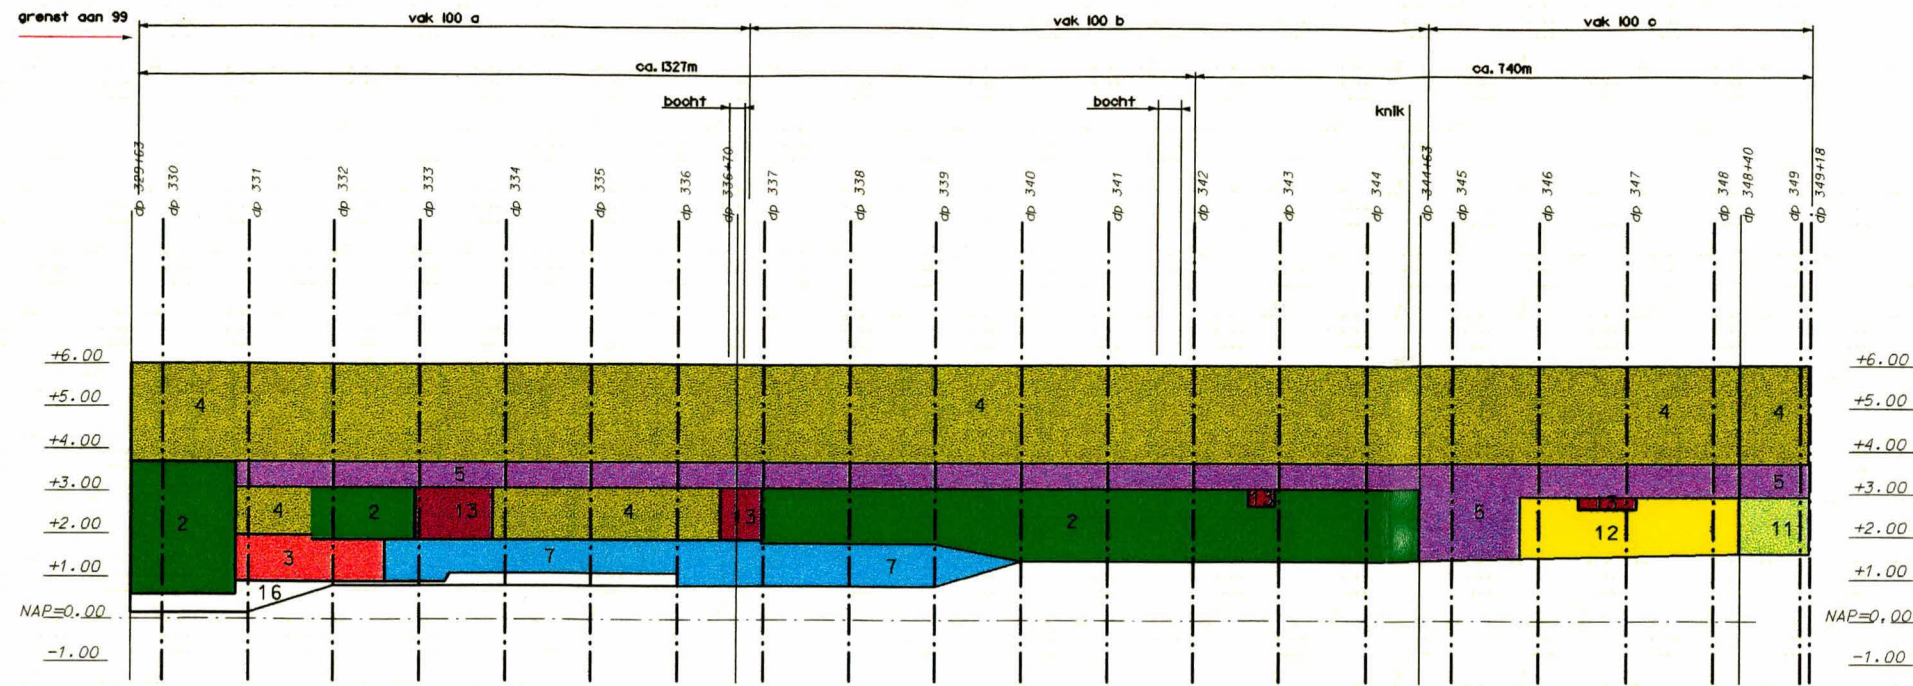 grenst aan 99
vak 100 a
vak 100 b
vak 100 c
ca. 1327m
ca. 740m
bocht
bocht
knik
dp 329+63
dp 330
dp 331
dp 332
dp 333
dp 334
dp 335
dp 336
dp 336+70
dp 337
dp 338
dp 339
dp 340
dp 341
dp 342
dp 343
dp 344
dp 344+63
dp 345
dp 346
dp 347
dp 348
dp 348+40
dp 349
dp 349+18
+6.00
+6.00
+5.00
4
4
4
4
+5.00
+4.00
+4.00
5
5
+3.00
13
13
+3.00
4
2
13
4
13
5
2
2
12
11
+2.00
+2.00
3
7
7
+1.00
+1.00
16
NAP=0.00
NAP=0.00
-1.00
-1.00